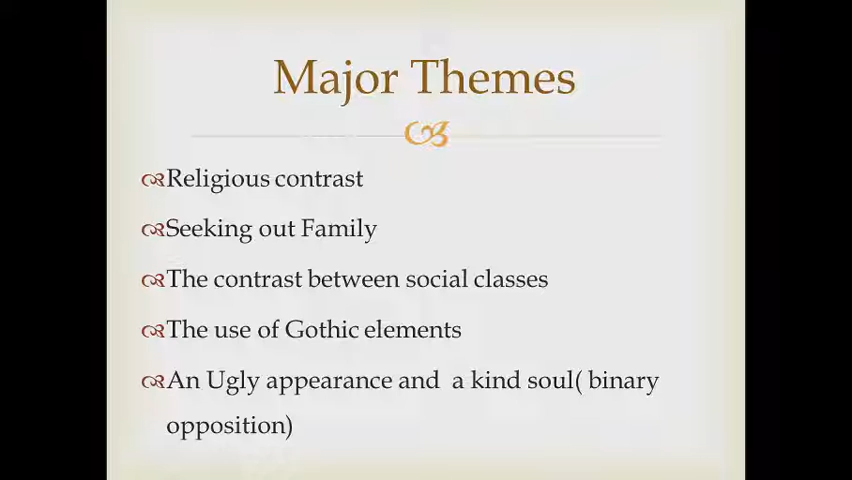 Major Themes
Religious contrast
Seeking out Family
The contrast between social classes
The use of Gothic elements
An Ugly appearance and  a kind soul( binary
opposition)